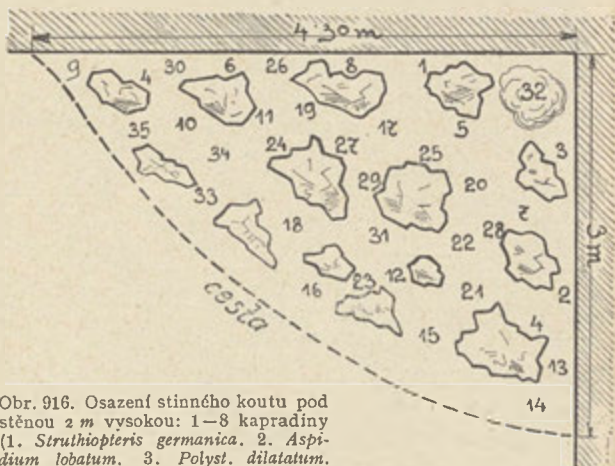 4·30 m
9 4 30 6 26 8 1 32
35 10 11 19 17 5 3
34 24 27 25 20 7
33 18 29 31 22 28
16 23 12 21 2
cesta 15 4 13
14
3 m
Obr. 916. Osazení stinného koutu pod
stěnou 2 m vysokou: 1—8 kapradiny
(1. Struthiopteris germanica. 2. Aspi-
dium lobatum. 3. Polyst. dilatatum.